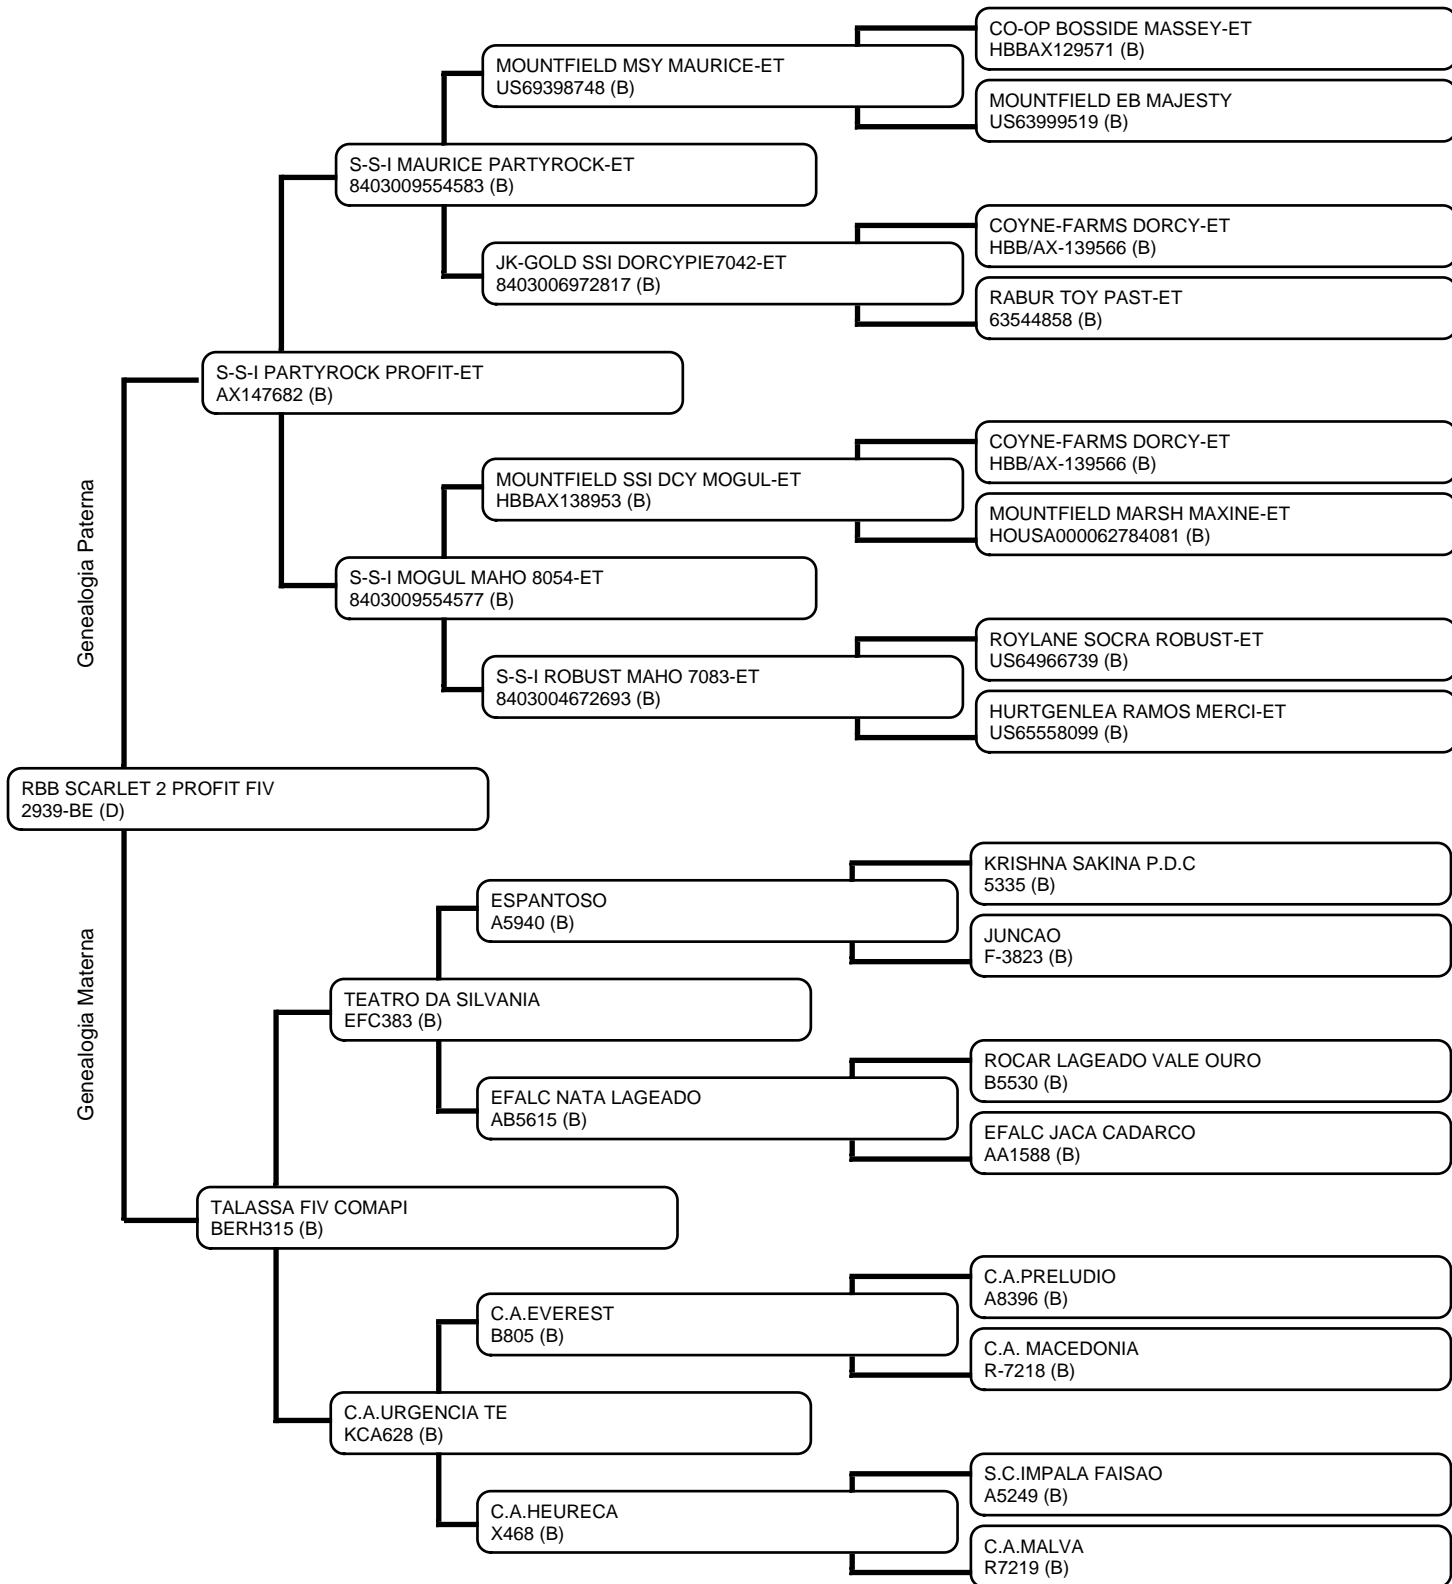 CO-OP BOSSIDE MASSEY-ET
HBBAX129571 (B)
MOUNTFIELD MSY MAURICE-ET
US69398748 (B)
MOUNTFIELD EB MAJESTY
US63999519 (B)
S-S-I MAURICE PARTYROCK-ET
8403009554583 (B)
COYNE-FARMS DORCY-ET
HBB/AX-139566 (B)
JK-GOLD SSI DORCYPIE7042-ET
8403006972817 (B)
RABUR TOY PAST-ET
63544858 (B)
S-S-I PARTYROCK PROFIT-ET
AX147682 (B)
COYNE-FARMS DORCY-ET
HBB/AX-139566 (B)
MOUNTFIELD SSI DCY MOGUL-ET
HBBAX138953 (B)
MOUNTFIELD MARSH MAXINE-ET
HOUSA000062784081 (B)
Genealogia Paterna
S-S-I MOGUL MAHO 8054-ET
8403009554577 (B)
ROYLANE SOCRA ROBUST-ET
US64966739 (B)
S-S-I ROBUST MAHO 7083-ET
8403004672693 (B)
HURTGENLEA RAMOS MERCI-ET
US65558099 (B)
RBB SCARLET 2 PROFIT FIV
2939-BE (D)
KRISHNA SAKINA P.D.C
5335 (B)
ESPANTOSO
A5940 (B)
JUNCAO
F-3823 (B)
Genealogia Materna
TEATRO DA SILVANIA
EFC383 (B)
ROCAR LAGEADO VALE OURO
B5530 (B)
EFALC NATA LAGEADO
AB5615 (B)
EFALC JACA CADARCO
AA1588 (B)
TALASSA FIV COMAPI
BERH315 (B)
C.A.PRELUDIO
A8396 (B)
C.A.EVEREST
B805 (B)
C.A. MACEDONIA
R-7218 (B)
C.A.URGENCIA TE
KCA628 (B)
S.C.IMPALA FAISAO
A5249 (B)
C.A.HEURECA
X468 (B)
C.A.MALVA
R7219 (B)